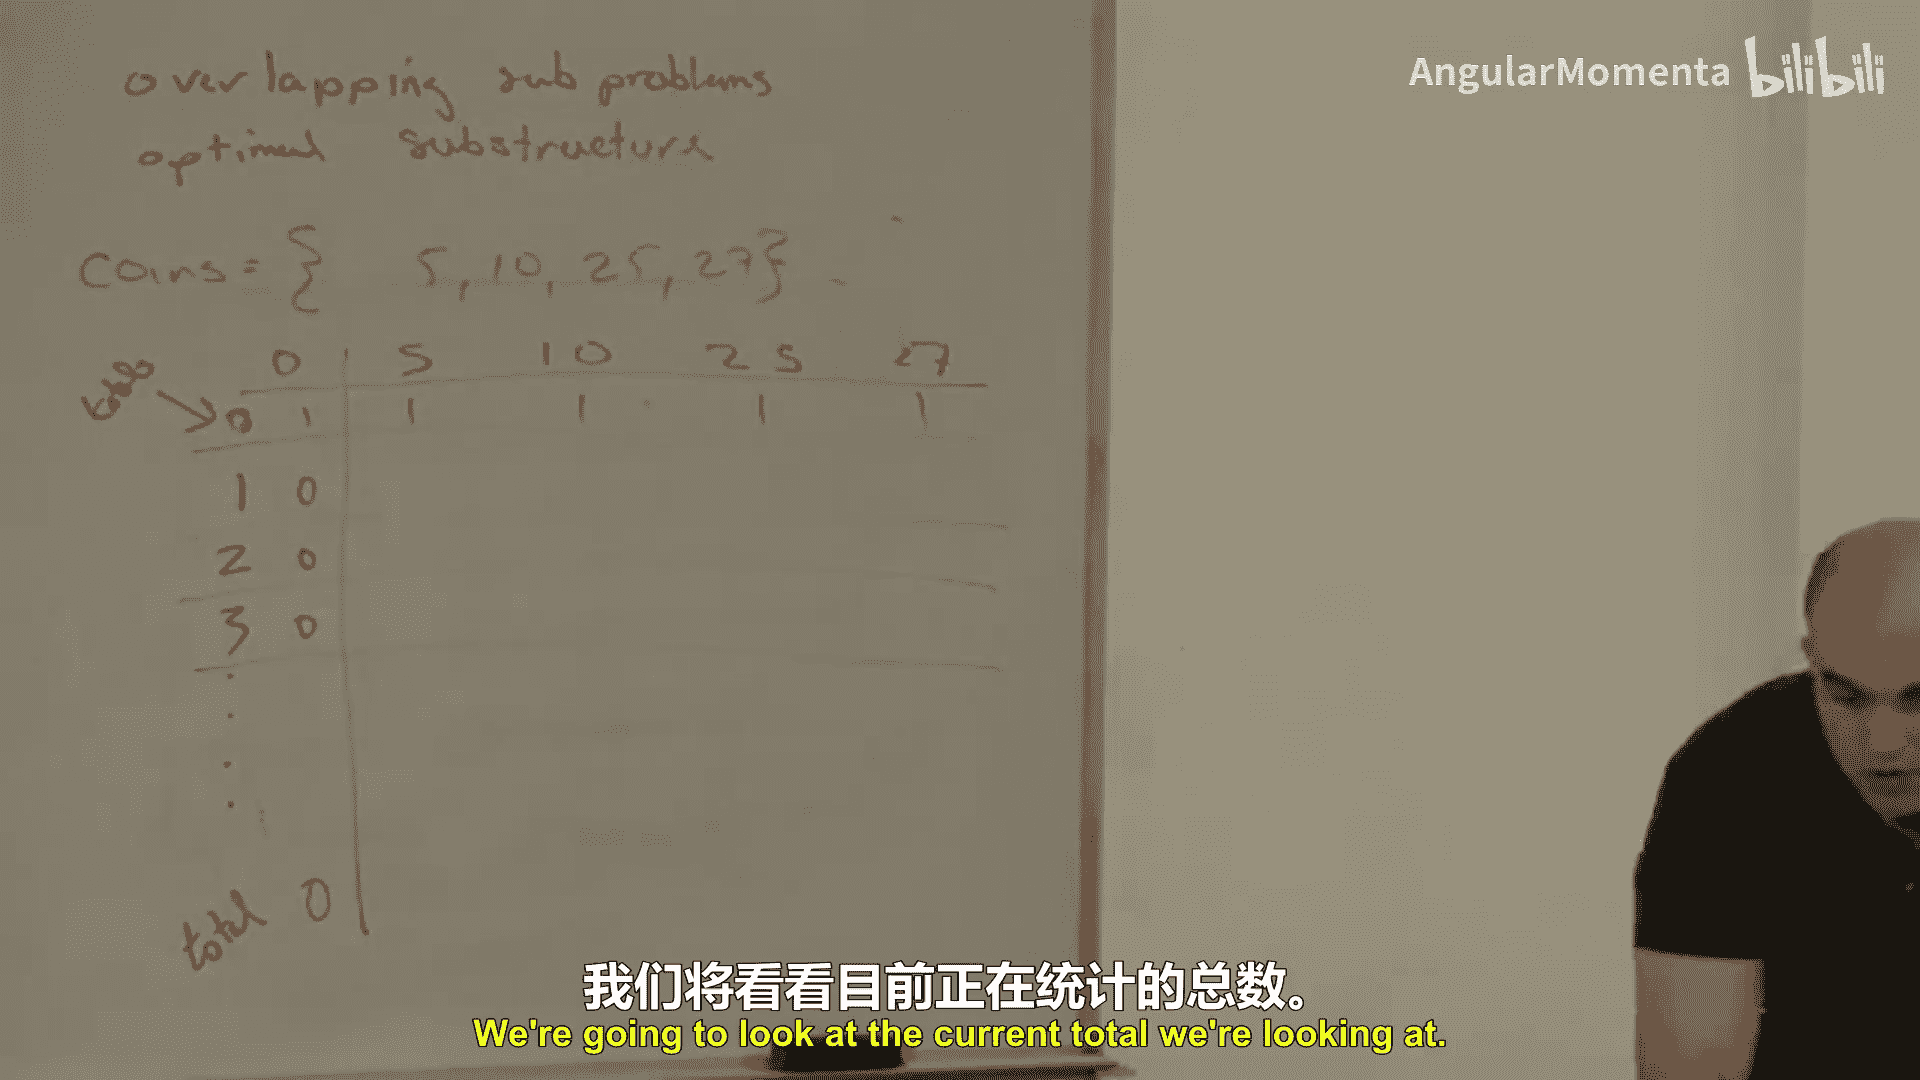 AngularMomenta bilibili
overlapping sub problems
optimal substructure
coins = { 5, 10, 25, 27}
0 5 10 25 27
0 1 1 1 1 1
1 0
2 0
3 0
total 0
我们将看看目前正在统计的总数。
We're going to look at the current total we're looking at.